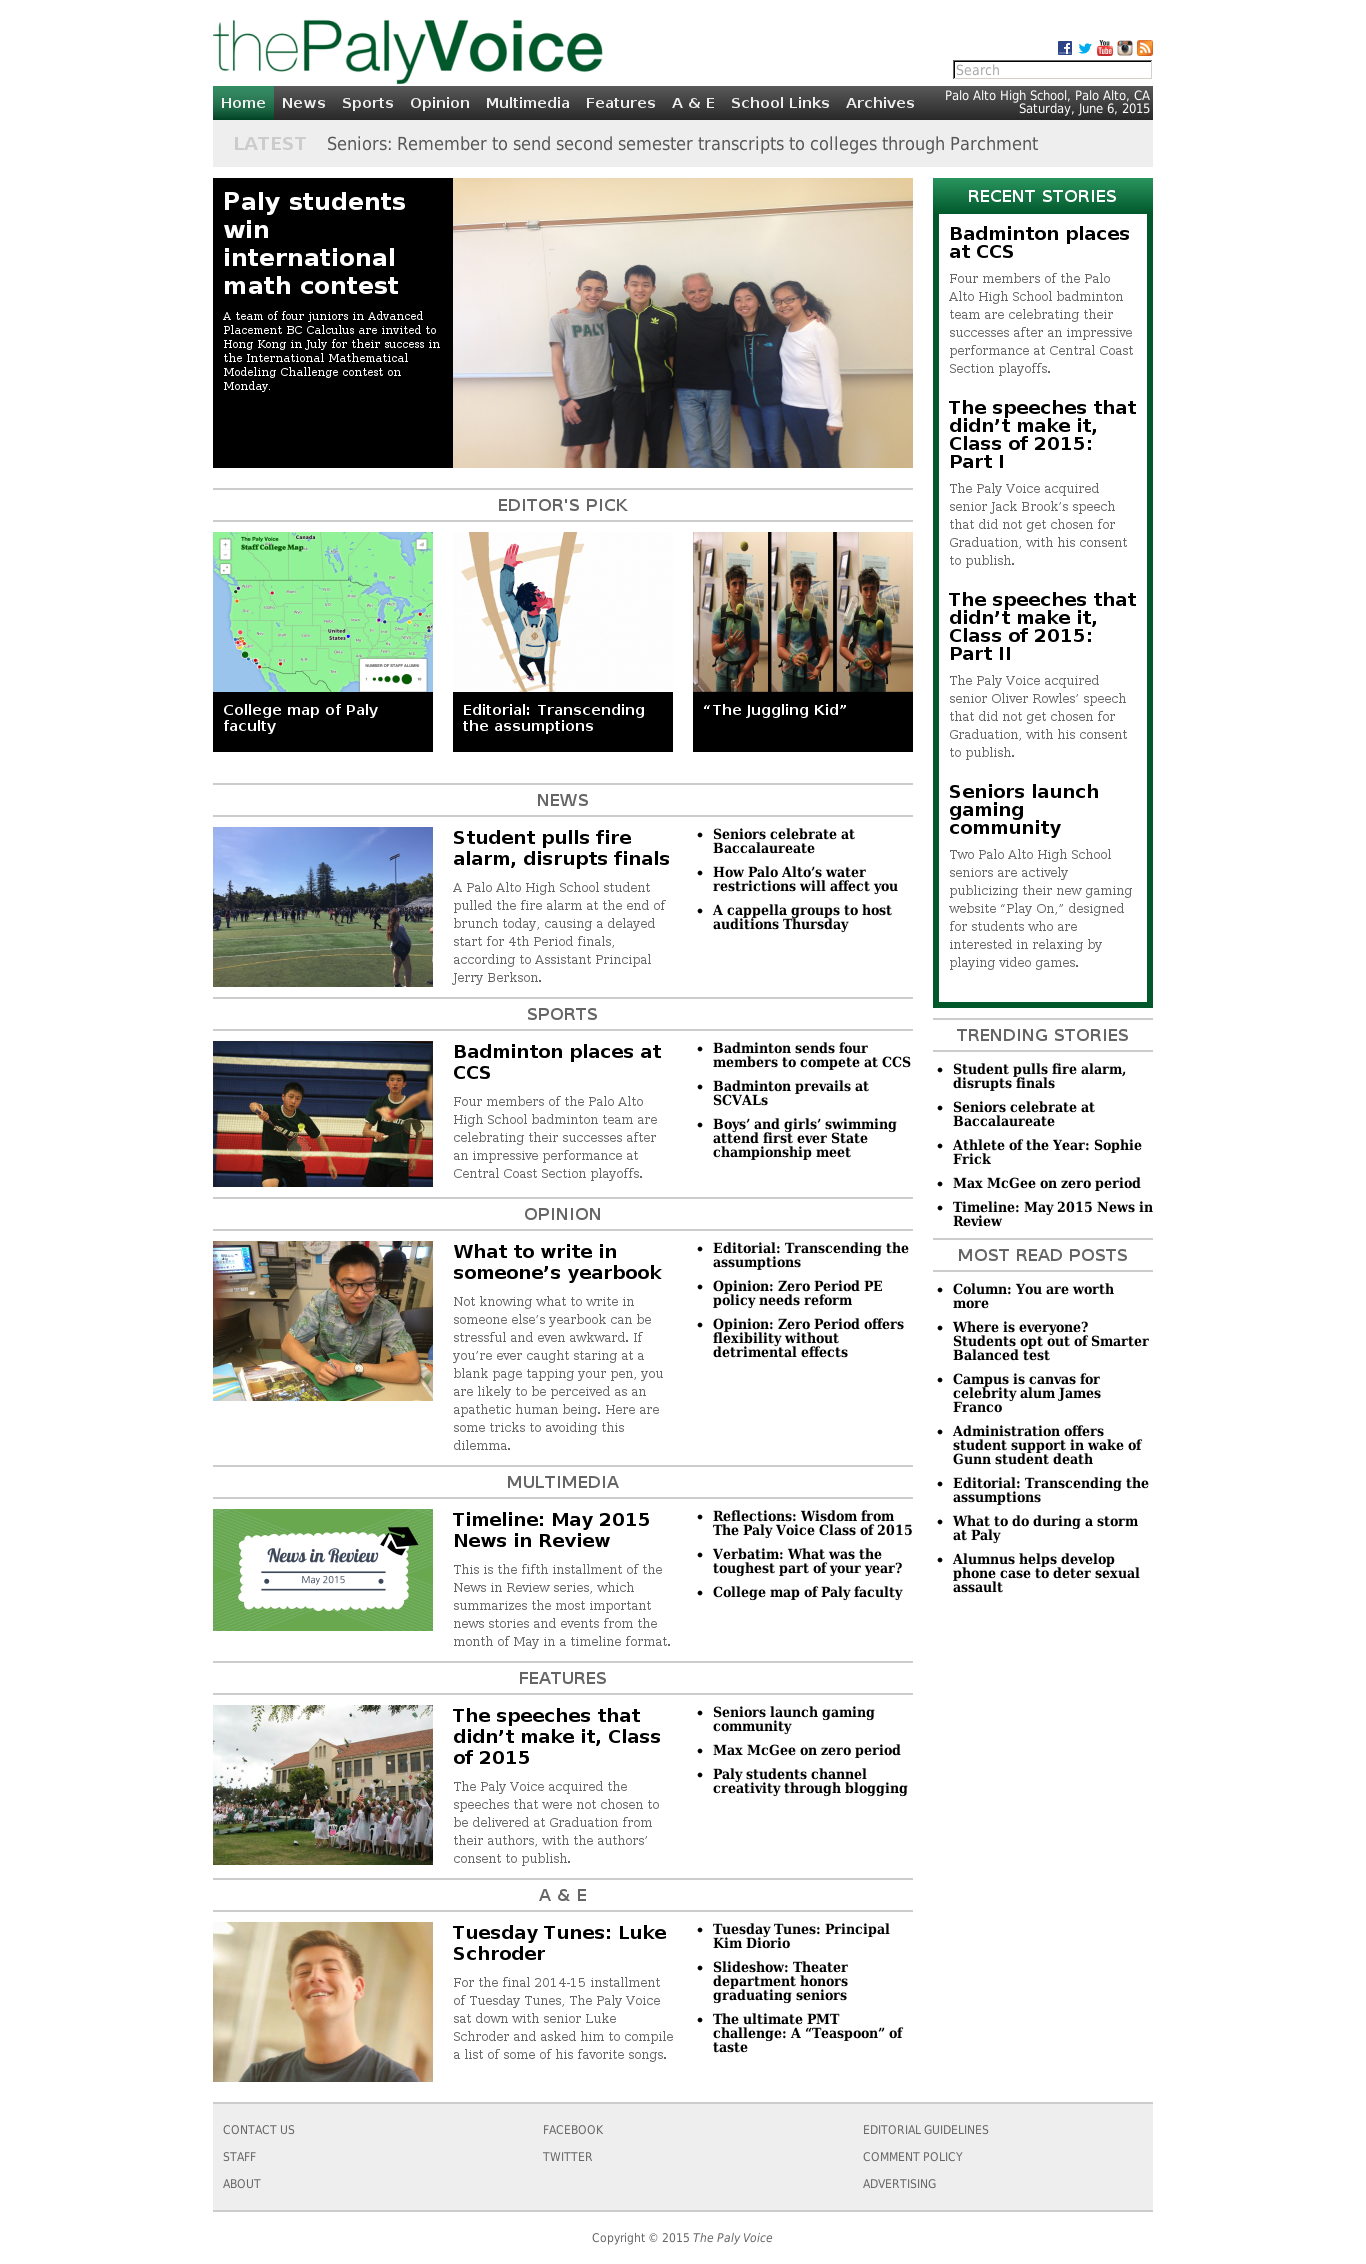 thePalyVoice
Search
Home News Sports Opinion Multimedia Features A & E School Links Archives
Palo Alto High School, Palo Alto, CA
Saturday, June 6, 2015
LATEST Seniors: Remember to send second semester transcripts to colleges through Parchment
Paly students
win
international
math contest
A team of four juniors in Advanced
Placement BC Calculus are invited to
Hong Kong in July for their success in
the International Mathematical
Modeling Challenge contest on
Monday.
PALY
EDITOR'S PICK
The Paly Voice
Staff College Map
Canada
United
States
NUMBER OF STAFF ALUMNI
College map of Paly
faculty
Editorial: Transcending
the assumptions
“The Juggling Kid”
NEWS
Student pulls fire
alarm, disrupts finals
A Palo Alto High School student
pulled the fire alarm at the end of
brunch today, causing a delayed
start for 4th Period finals,
according to Assistant Principal
Jerry Berkson.
• Seniors celebrate at
Baccalaureate
• How Palo Alto’s water
restrictions will affect you
• A cappella groups to host
auditions Thursday
SPORTS
Badminton places at
CCS
Four members of the Palo Alto
High School badminton team are
celebrating their successes after
an impressive performance at
Central Coast Section playoffs.
• Badminton sends four
members to compete at CCS
• Badminton prevails at
SCVALs
• Boys’ and girls’ swimming
attend first ever State
championship meet
OPINION
What to write in
someone’s yearbook
Not knowing what to write in
someone else’s yearbook can be
stressful and even awkward. If
you’re ever caught staring at a
blank page tapping your pen, you
are likely to be perceived as an
apathetic human being. Here are
some tricks to avoiding this
dilemma.
• Editorial: Transcending the
assumptions
• Opinion: Zero Period PE
policy needs reform
• Opinion: Zero Period offers
flexibility without
detrimental effects
MULTIMEDIA
News in Review
May 2015
Timeline: May 2015
News in Review
This is the fifth installment of the
News in Review series, which
summarizes the most important
news stories and events from the
month of May in a timeline format.
• Reflections: Wisdom from
The Paly Voice Class of 2015
• Verbatim: What was the
toughest part of your year?
• College map of Paly faculty
FEATURES
The speeches that
didn’t make it, Class
of 2015
The Paly Voice acquired the
speeches that were not chosen to
be delivered at Graduation from
their authors, with the authors’
consent to publish.
• Seniors launch gaming
community
• Max McGee on zero period
• Paly students channel
creativity through blogging
A & E
Tuesday Tunes: Luke
Schroder
For the final 2014-15 installment
of Tuesday Tunes, The Paly Voice
sat down with senior Luke
Schroder and asked him to compile
a list of some of his favorite songs.
• Tuesday Tunes: Principal
Kim Diorio
• Slideshow: Theater
department honors
graduating seniors
• The ultimate PMT
challenge: A “Teaspoon” of
taste
RECENT STORIES
Badminton places
at CCS
Four members of the Palo
Alto High School badminton
team are celebrating their
successes after an impressive
performance at Central Coast
Section playoffs.
The speeches that
didn’t make it,
Class of 2015:
Part I
The Paly Voice acquired
senior Jack Brook’s speech
that did not get chosen for
Graduation, with his consent
to publish.
The speeches that
didn’t make it,
Class of 2015:
Part II
The Paly Voice acquired
senior Oliver Rowles’ speech
that did not get chosen for
Graduation, with his consent
to publish.
Seniors launch
gaming
community
Two Palo Alto High School
seniors are actively
publicizing their new gaming
website “Play On,” designed
for students who are
interested in relaxing by
playing video games.
TRENDING STORIES
• Student pulls fire alarm,
disrupts finals
• Seniors celebrate at
Baccalaureate
• Athlete of the Year: Sophie
Frick
• Max McGee on zero period
• Timeline: May 2015 News in
Review
MOST READ POSTS
• Column: You are worth
more
• Where is everyone?
Students opt out of Smarter
Balanced test
• Campus is canvas for
celebrity alum James
Franco
• Administration offers
student support in wake of
Gunn student death
• Editorial: Transcending the
assumptions
• What to do during a storm
at Paly
• Alumnus helps develop
phone case to deter sexual
assault
CONTACT US
STAFF
ABOUT
FACEBOOK
TWITTER
EDITORIAL GUIDELINES
COMMENT POLICY
ADVERTISING
Copyright © 2015 The Paly Voice